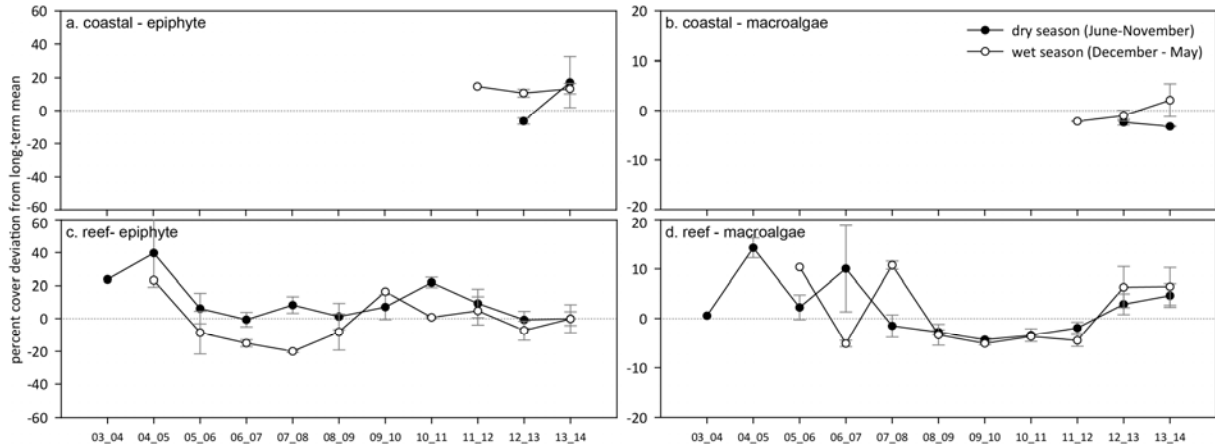 percent cover deviation from long-term mean
a. coastal - epiphyte
60
40
20
0
-20
-40
-60
b. coastal - macroalgae
dry season (June-November)
wet season (December - May)
20
10
0
-10
-20
c. reef- epiphyte
60
40
20
0
-20
-40
-60
03_04 04_05 05_06 06_07 07_08 08_09 09_10 10_11 11_12 12_13 13_14
d. reef - macroalgae
20
10
0
-10
-20
03_04 04_05 05_06 06_07 07_08 08_09 09_10 10_11 11_12 12_13 13_14